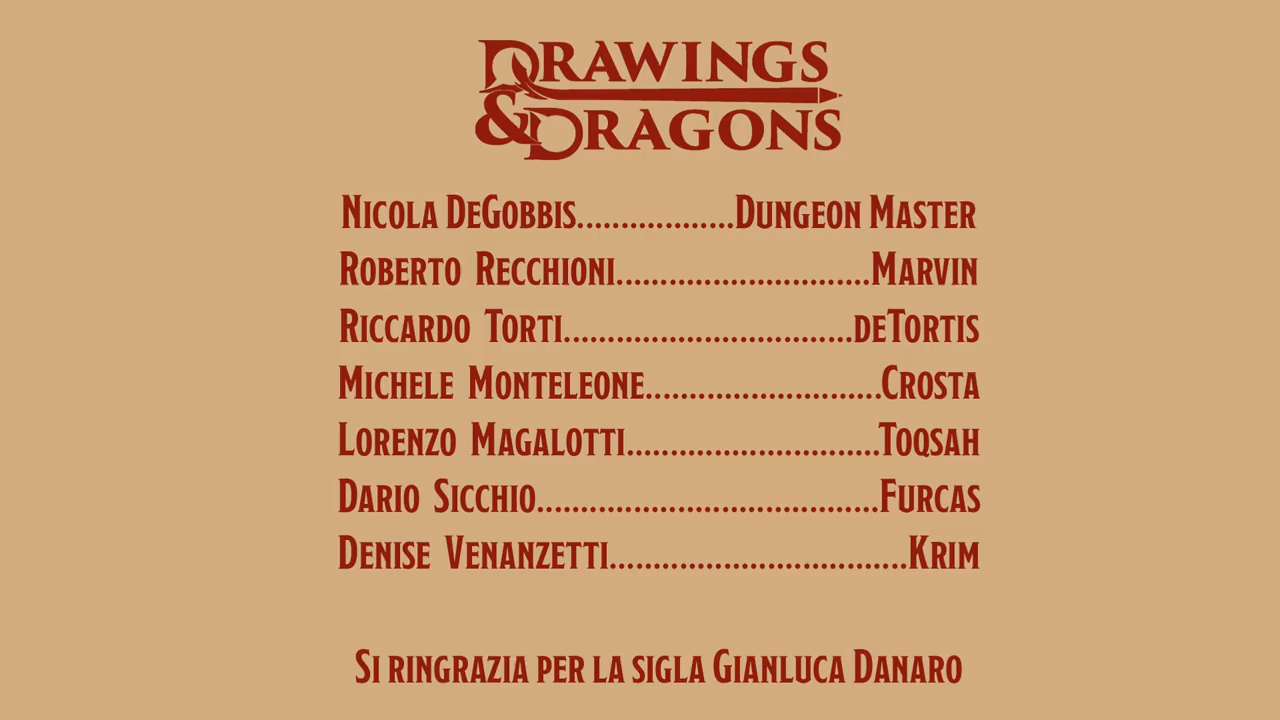 DRAWINGS
& DRAGONS
NICOLA DEGOBBIS..................DUNGEON MASTER
ROBERTO RECCHIONI.............................MARVIN
RICCARDO TORTI.................................DETORTIS
MICHELE MONTELEONE...........................CROSTA
LORENZO MAGALOTTI.............................TOQSAH
DARIO SICCHIO.......................................FURCAS
DENISE VENANZETTI..................................KRIM
SI RINGRAZIA PER LA SIGLA GIANLUCA DANARO